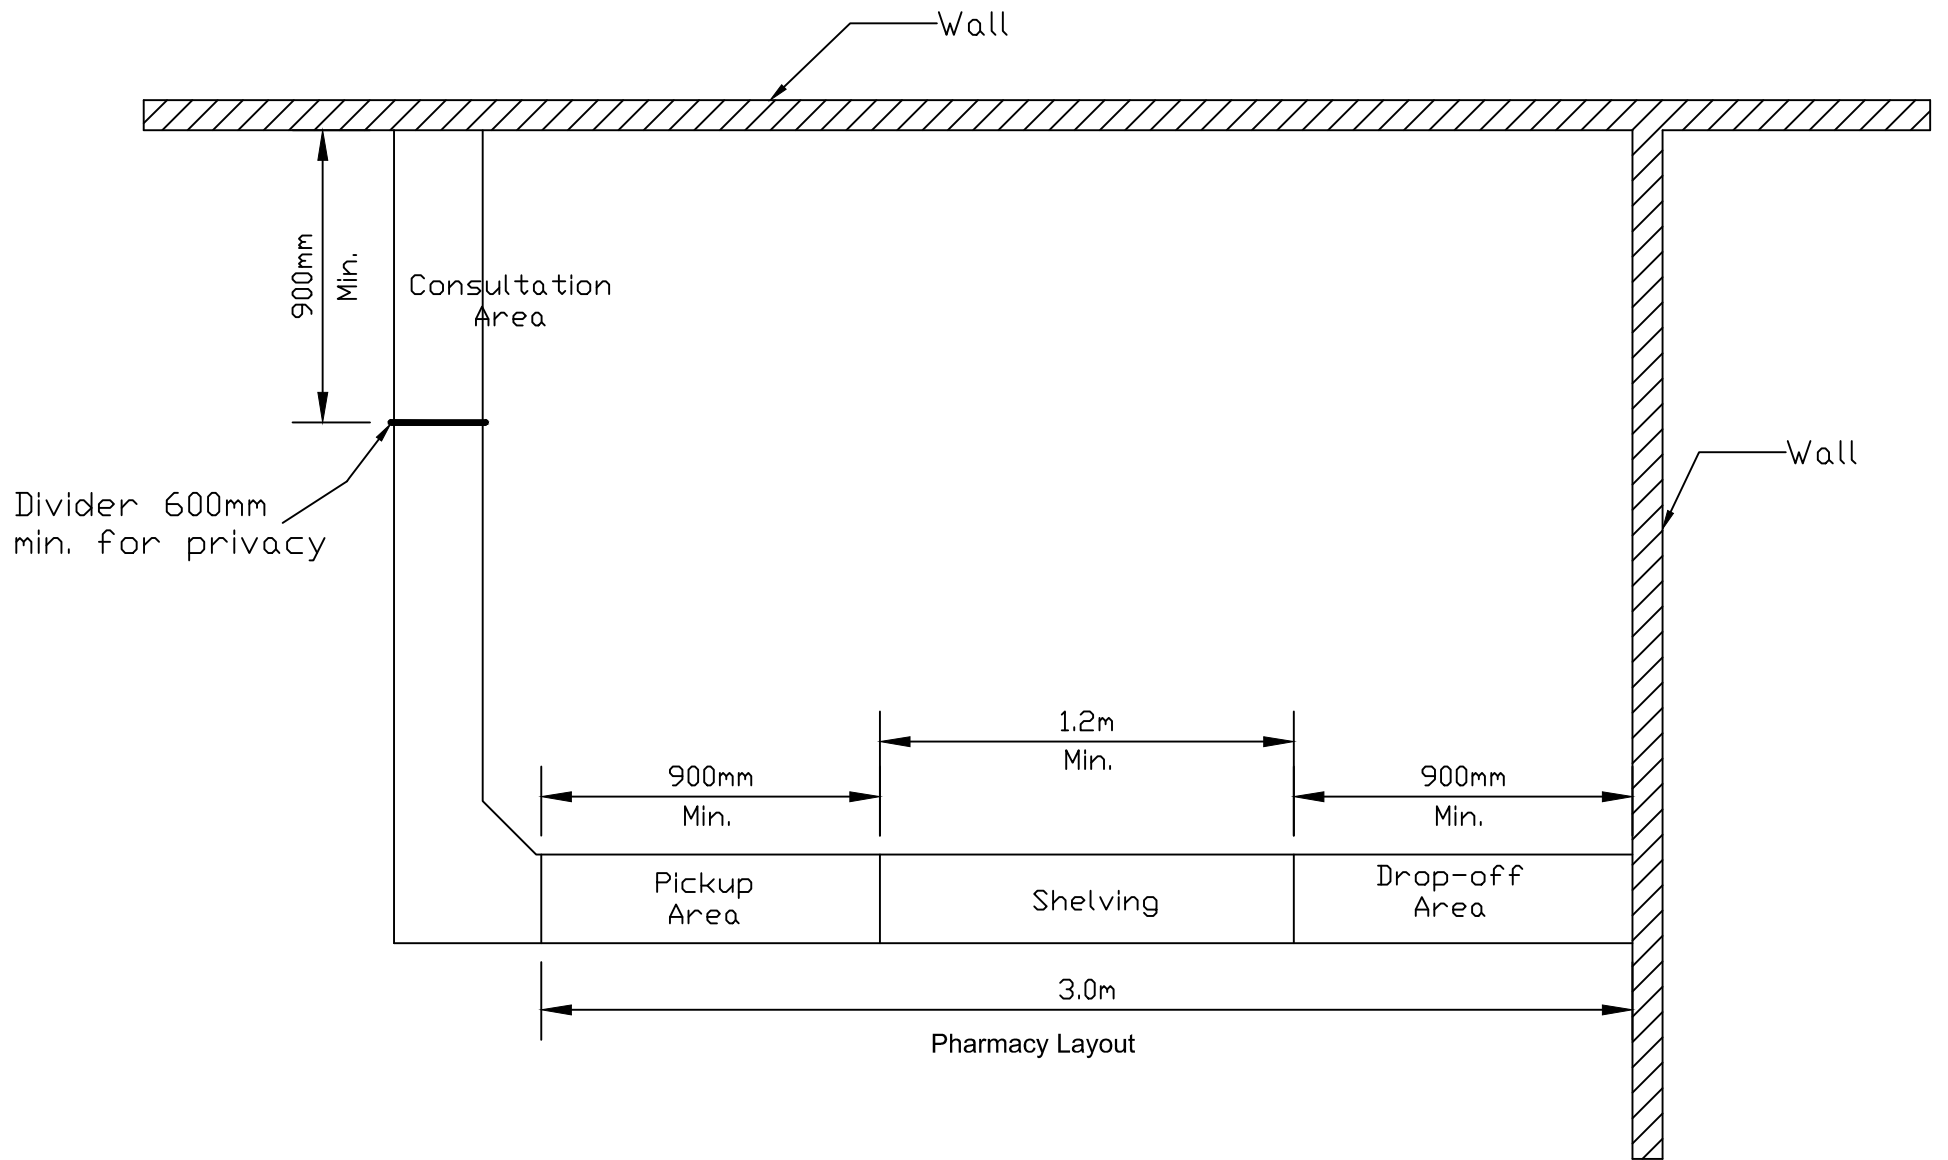 Wall
900mm
Min.
Consultation
Area
Wall
Divider 600mm
min. for privacy
1.2m
Min.
900mm
Min.
900mm
Min.
Pickup
Area
Shelving
Drop-off
Area
3.0m
Pharmacy Layout